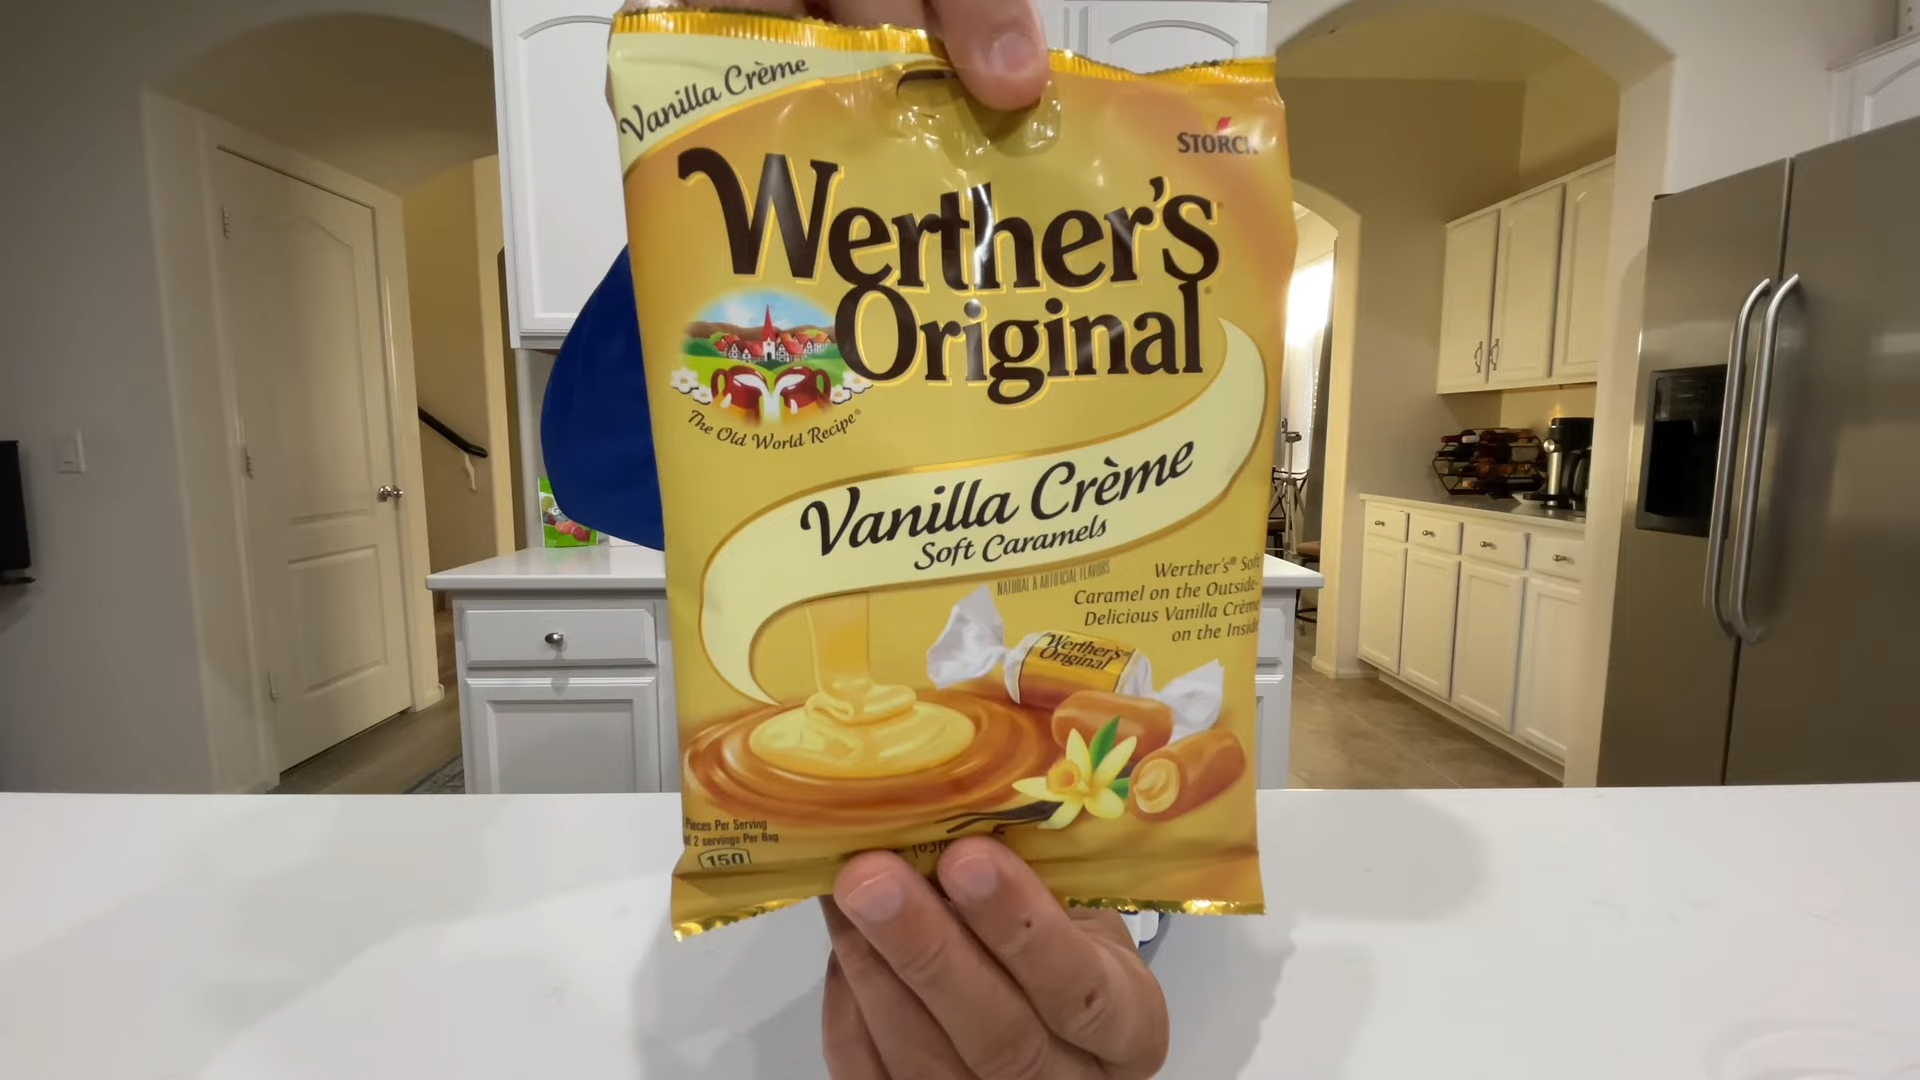 Vanilla Crème
STORCK
Werther's
Original
The Old World Recipe®
Vanilla Crème
Soft Caramels
NATURAL & ARTIFICIAL FLAVORS
Werther's® Soft
Caramel on the Outside-
Delicious Vanilla Crème
on the Inside
Werther's®
Original
Pieces Per Serving
2 servings Per Bag
150